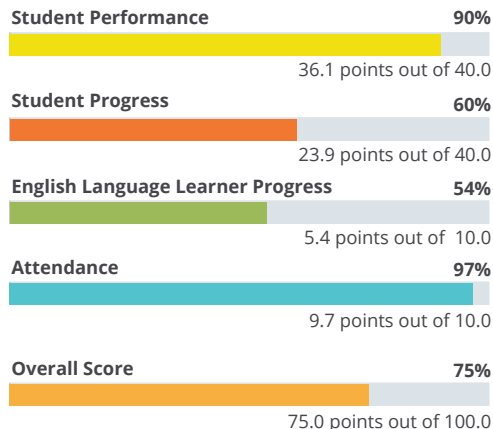 Student Performance 90%
36.1 points out of 40.0
Student Progress 60%
23.9 points out of 40.0
English Language Learner Progress 54%
5.4 points out of 10.0
Attendance 97%
9.7 points out of 10.0
Overall Score 75%
75.0 points out of 100.0